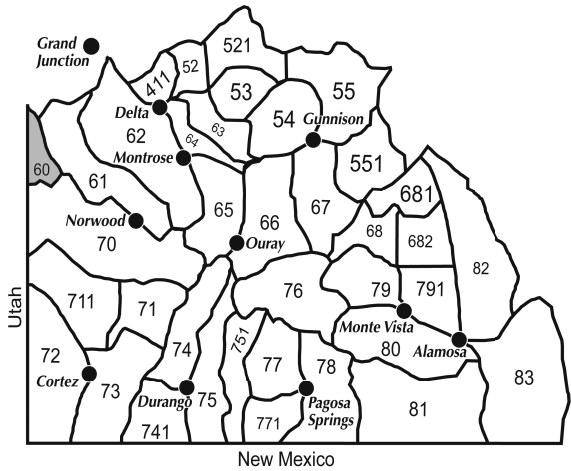 Grand
Junction
521
52
411
53
55
Delta
54
Gunnison
62
63
64
Montrose
551
60
61
681
65
66
67
Norwood
70
68
682
Ouray
82
76
79
791
711
71
Utah
Monte Vista
751
72
74
77
78
80
Alamosa
Cortez
73
Durango
75
Pagosa
Springs
83
81
771
741
New Mexico